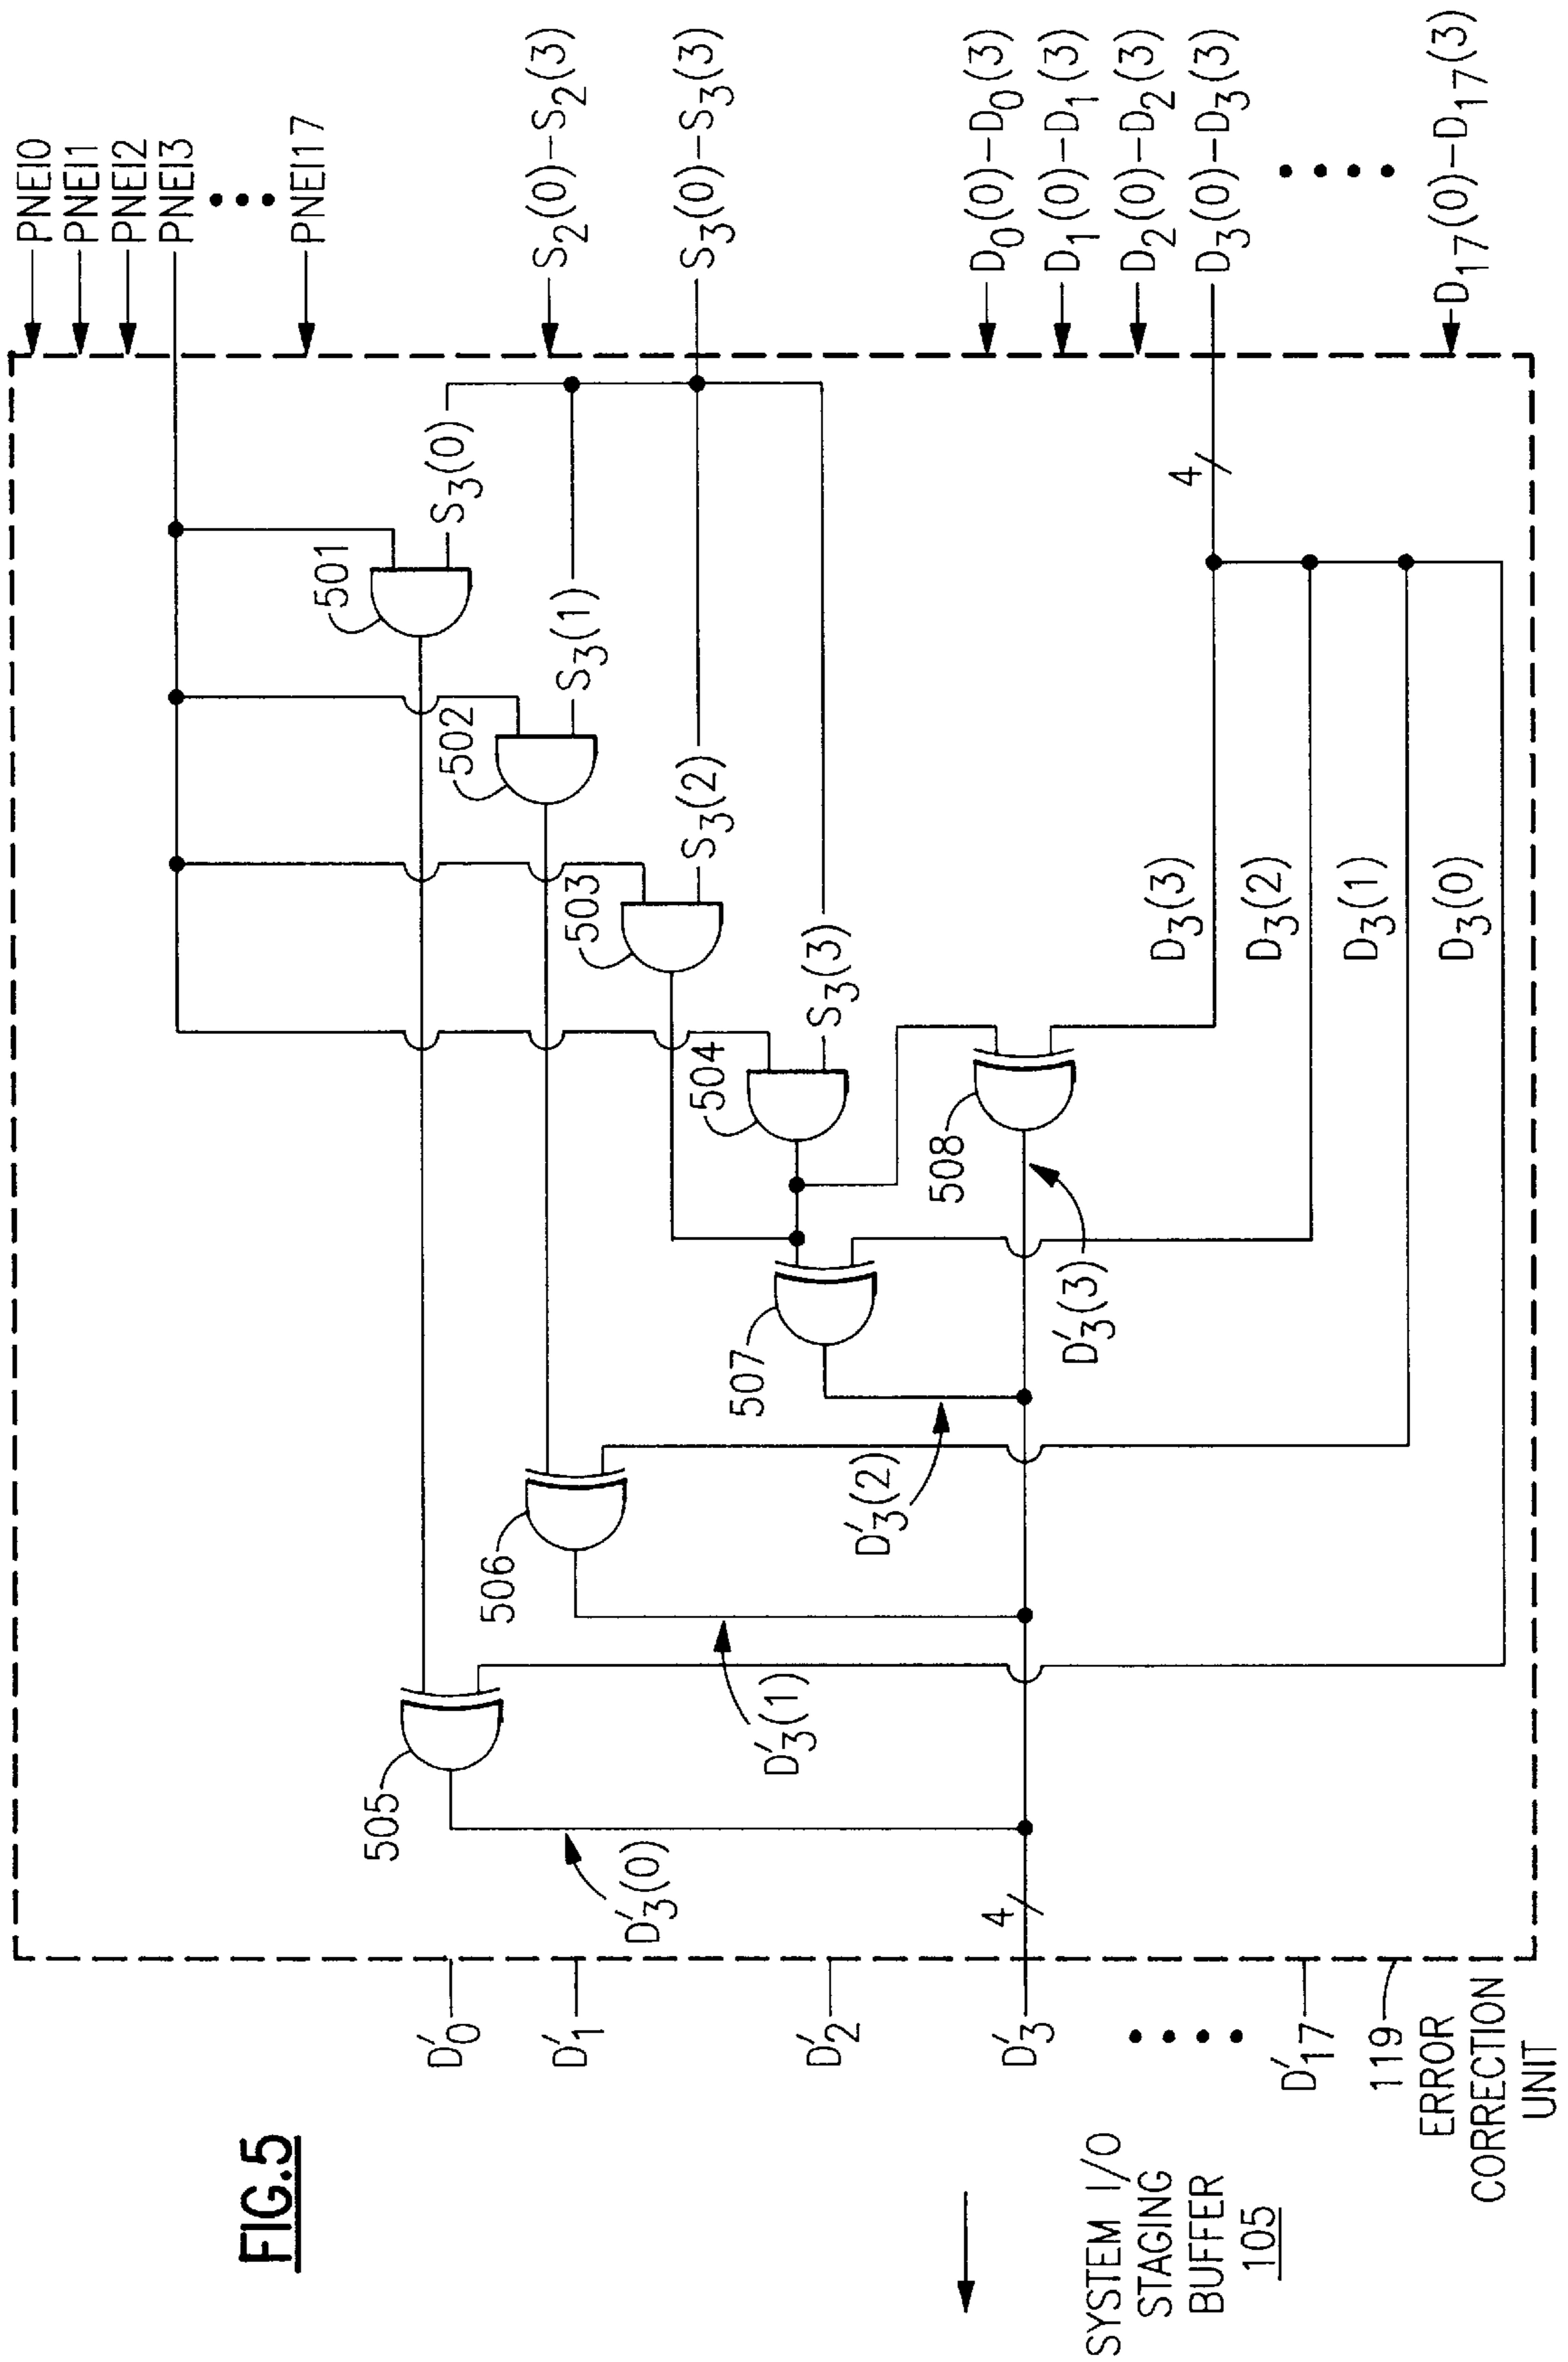 PNEI0
PNEI1
PNEI2
PNEI3
PNEI17
S2(0)-S2(3)
S3(0)-S3(3)
D0(0)-D0(3)
D1(0)-D1(3)
D2(0)-D2(3)
D3(0)-D3(3)
D17(0)-D17(3)
S3(0)
501
S3(1)
502
S3(2)
503
S3(3)
504
4
D3(3)
D3(2)
D3(1)
D3(0)
508
D'3(3)
507
D'3(2)
506
D'3(1)
505
D'3(0)
4
D'0
D'1
D'2
D'3
D'17
119
ERROR
CORRECTION
UNIT
FIG.5
SYSTEM I/O
STAGING
BUFFER
105